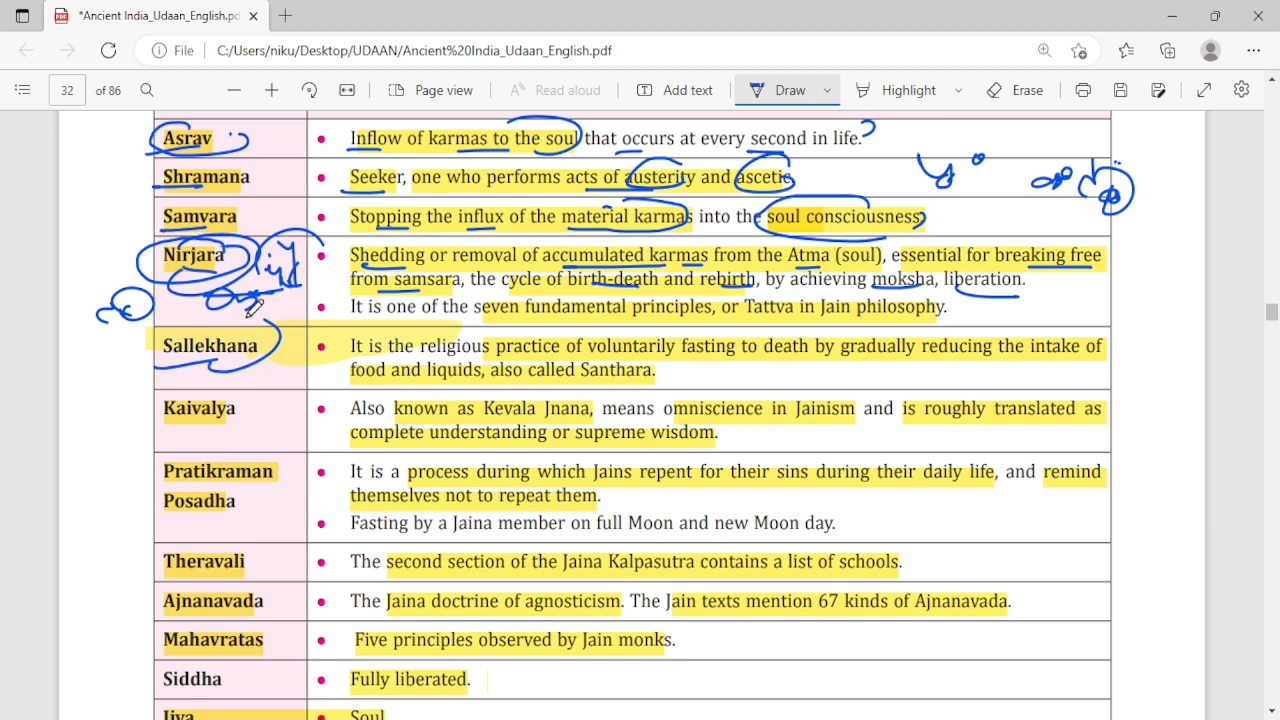 *Ancient India_Udaan_English.pd
File
C:/Users/niku/Desktop/UDAAN/Ancient%20India_Udaan_English.pdf
32 of 86
Page view
Read aloud
Add text
Draw
Highlight
Erase
Asrav • Inflow of karmas to the soul that occurs at every second in life.
Shramana • Seeker, one who performs acts of austerity and ascetic.
Samvara • Stopping the influx of the material karmas into the soul consciousness.
Nirjara • Shedding or removal of accumulated karmas from the Atma (soul), essential for breaking free
from samsara, the cycle of birth-death and rebirth, by achieving moksha, liberation.
• It is one of the seven fundamental principles, or Tattva in Jain philosophy.
Sallekhana • It is the religious practice of voluntarily fasting to death by gradually reducing the intake of
food and liquids, also called Santhara.
Kaivalya • Also known as Kevala Jnana, means omniscience in Jainism and is roughly translated as
complete understanding or supreme wisdom.
Pratikraman • It is a process during which Jains repent for their sins during their daily life, and remind
Posadha themselves not to repeat them.
• Fasting by a Jaina member on full Moon and new Moon day.
Theravali • The second section of the Jaina Kalpasutra contains a list of schools.
Ajnanavada • The Jaina doctrine of agnosticism. The Jain texts mention 67 kinds of Ajnanavada.
Mahavratas • Five principles observed by Jain monks.
Siddha • Fully liberated.
Jiva • Soul